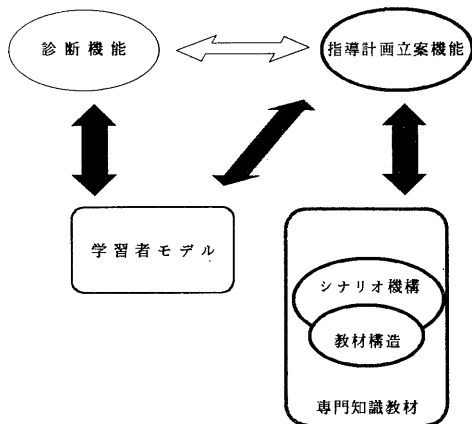 診断機能
指導計画立案機能
学習者モデル
シナリオ機構
教材構造
専門知識教材